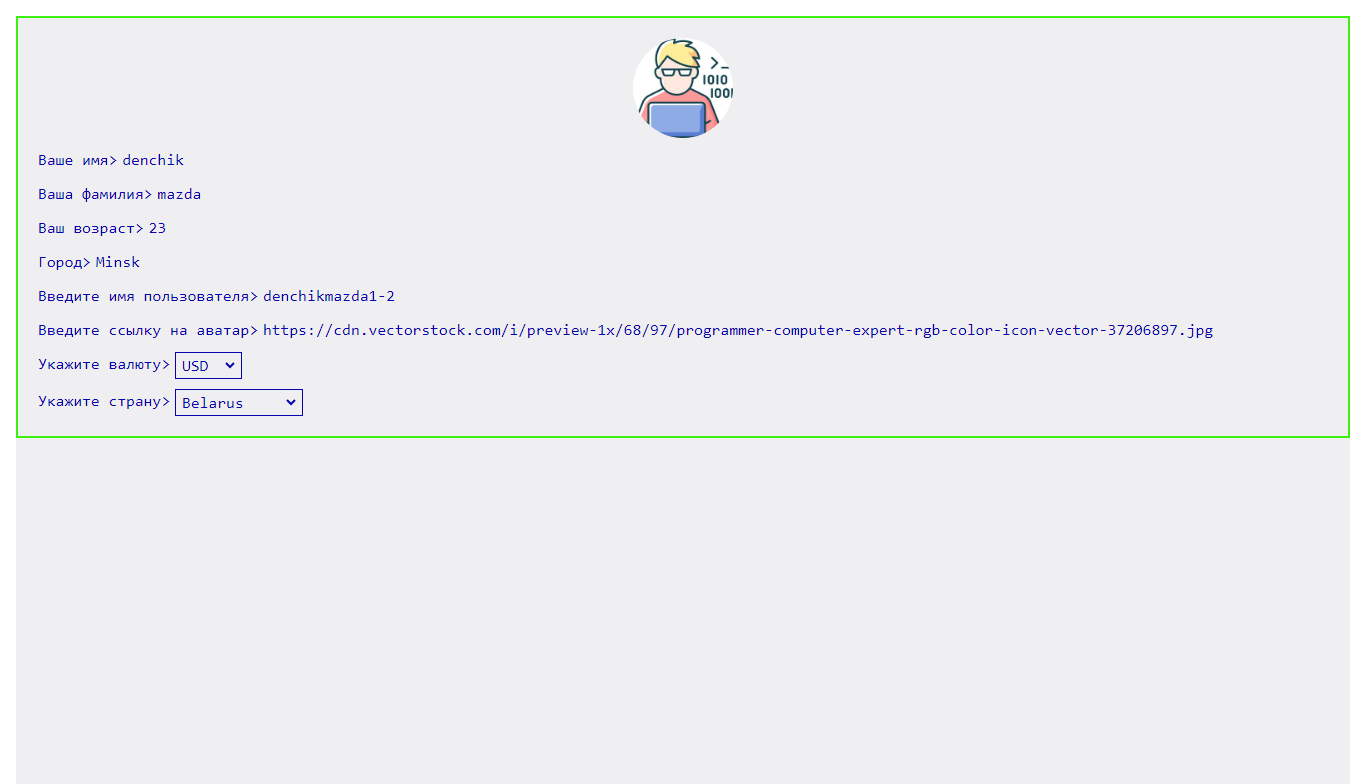 >_
1010
100
Ваше имя> denchik
Ваша фамилия> mazda
Ваш возраст> 23
Город> Minsk
Введите имя пользователя> denchikmazda1-2
Введите ссылку на аватар> https://cdn.vectorstock.com/i/preview-1x/68/97/programmer-computer-expert-rgb-color-icon-vector-37206897.jpg
Укажите валюту> USD
Укажите страну> Belarus